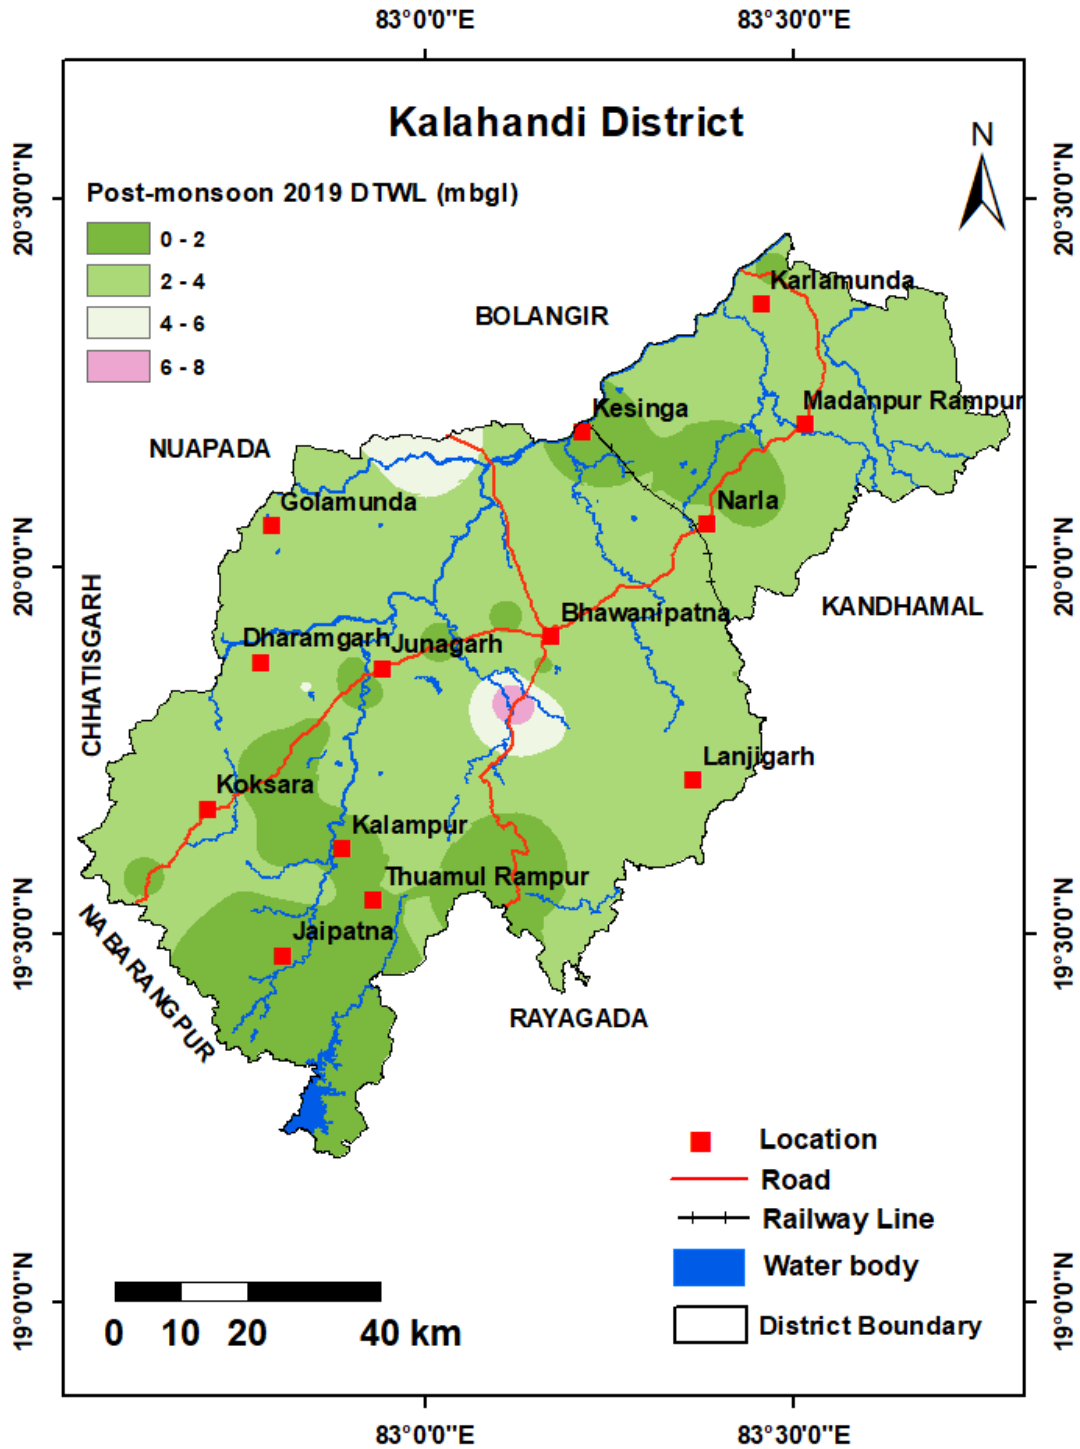 83°0'0"E 83°30'0"E
Kalahandi District
N
20°30'0"N
20°30'0"N
Post-monsoon 2019 DTWL (mbgl)
0 - 2
2 - 4
4 - 6
6 - 8
Karlamunda
BOLANGIR
Madanpur Rampur
Kesinga
NUAPADA
Golamunda
Narla
20°0'0"N
20°0'0"N
CHHATISGARH
KANDHAMAL
Bhawanipatna
Dharamgarh
Junagarh
Lanjigarh
Koksara
Kalampur
Thuamul Rampur
Jaipatna
19°30'0"N
19°30'0"N
NABARANGPUR
RAYAGADA
Location
Road
Railway Line
Water body
District Boundary
0 10 20 40 km
19°0'0"N
19°0'0"N
83°0'0"E 83°30'0"E